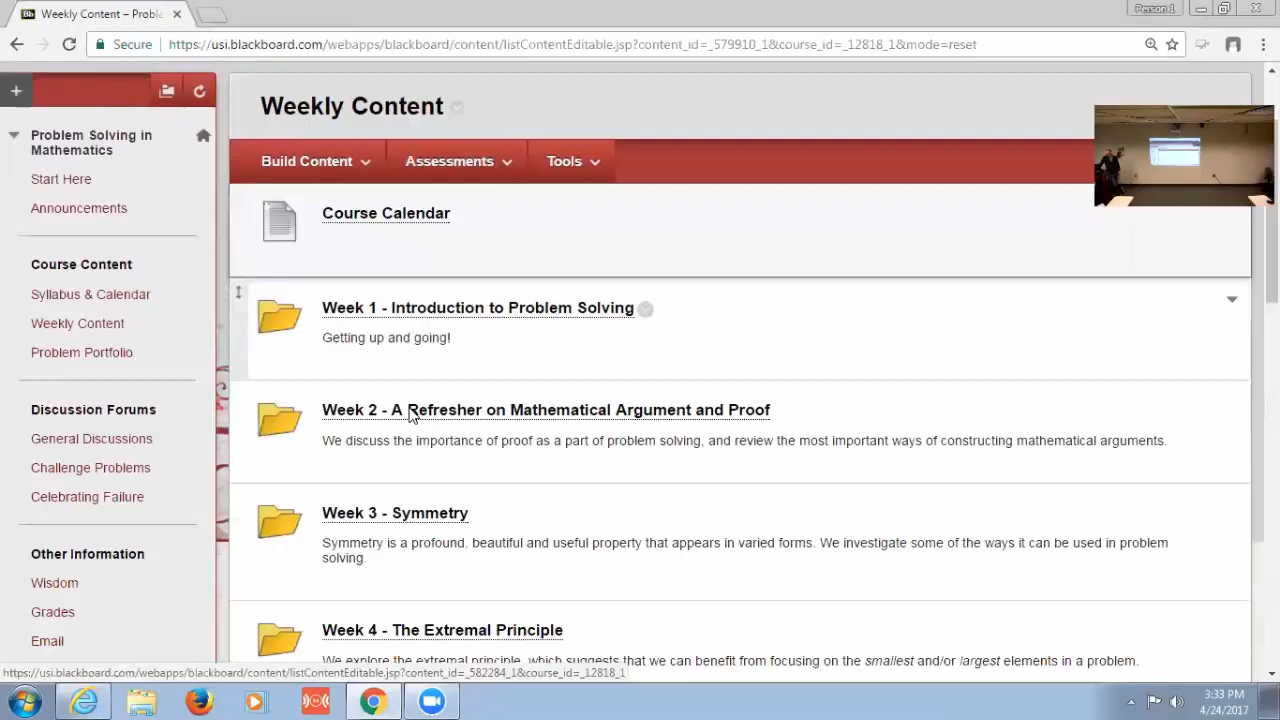 Weekly Content – Proble
Person 1
Secure
https://usi.blackboard.com/webapps/blackboard/content/listContentEditable.jsp?content_id=_579910_1&course_id=_12818_1&mode=reset
Problem Solving in
Mathematics
Start Here
Announcements
Course Content
Syllabus & Calendar
Weekly Content
Problem Portfolio
Discussion Forums
General Discussions
Challenge Problems
Celebrating Failure
Other Information
Wisdom
Grades
Email
Weekly Content
Build Content
Assessments
Tools
Course Calendar
Week 1 - Introduction to Problem Solving
Getting up and going!
Week 2 - A Refresher on Mathematical Argument and Proof
We discuss the importance of proof as a part of problem solving, and review the most important ways of constructing mathematical arguments.
Week 3 - Symmetry
Symmetry is a profound, beautiful and useful property that appears in varied forms. We investigate some of the ways it can be used in problem
solving.
Week 4 - The Extremal Principle
We explore the extremal principle, which suggests that we can benefit from focusing on the smallest and/or largest elements in a problem.
https://usi.blackboard.com/webapps/blackboard/content/listContentEditable.jsp?content_id=_582284_1&course_id=_12818_1
3:33 PM
4/24/2017